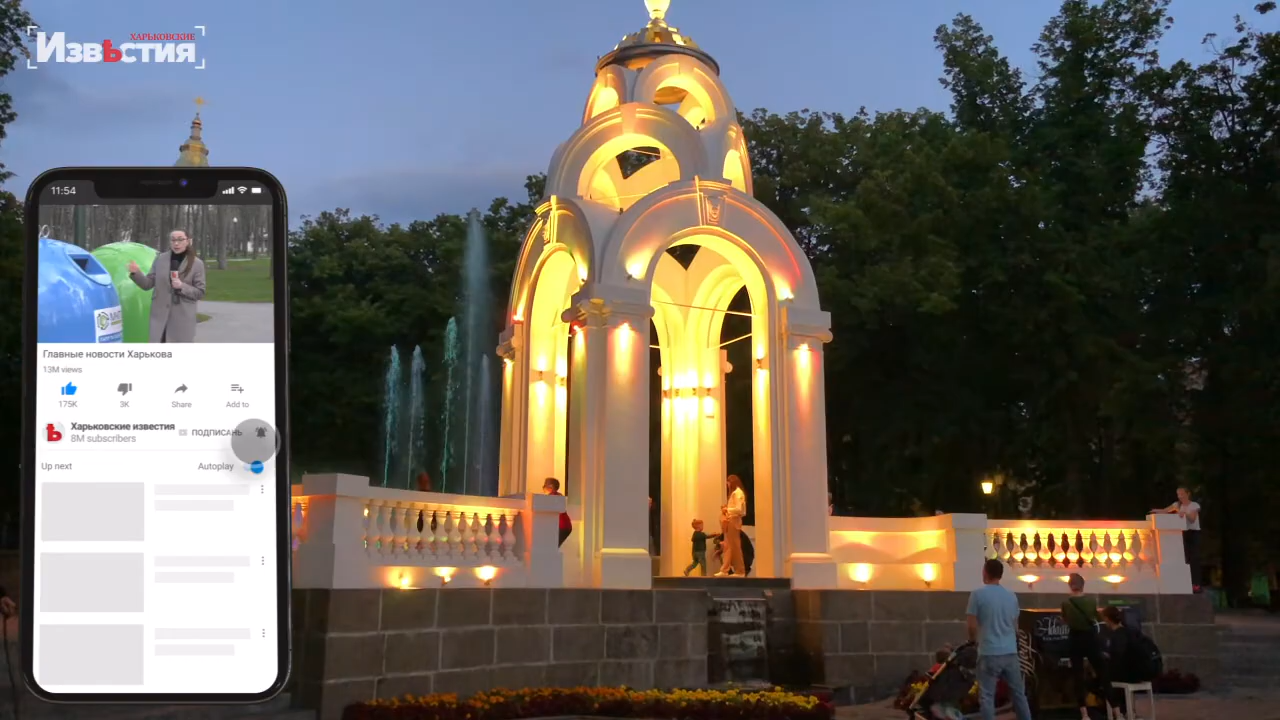 ХАРЬКОВСКИЕ
ИзвѢстия
11:54
Главные новости Харькова
13M views
175K
3K
Share
Add to
Ѣ
Харьковские известия
8M subscribers
ПОДПИСАНЬ
Up next
Autoplay